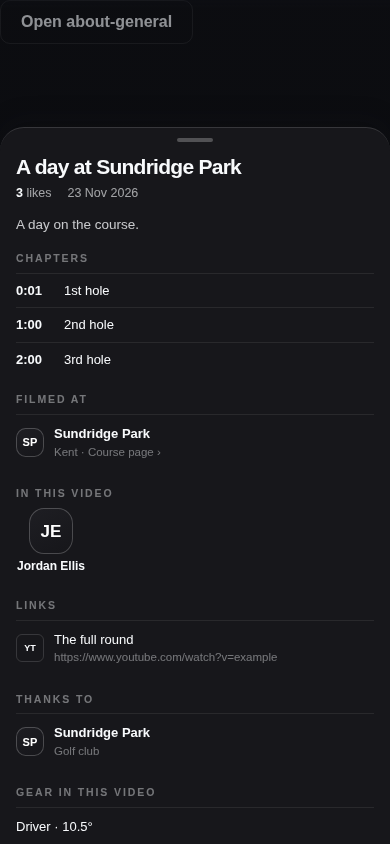 Open about-general
A day at Sundridge Park
3 likes 23 Nov 2026
A day on the course.
CHAPTERS
0:01 1st hole
1:00 2nd hole
2:00 3rd hole
FILMED AT
SP Sundridge Park
Kent · Course page ›
IN THIS VIDEO
JE
Jordan Ellis
LINKS
YT The full round
https://www.youtube.com/watch?v=example
THANKS TO
SP Sundridge Park
Golf club
GEAR IN THIS VIDEO
Driver · 10.5°